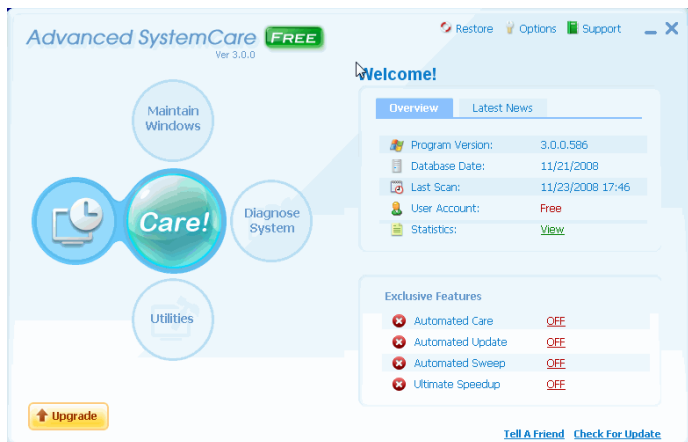 Advanced SystemCare FREE
Ver 3.0.0
Restore Options Support
Welcome!
Overview Latest News
Program Version: 3.0.0.586
Database Date: 11/21/2008
Last Scan: 11/23/2008 17:46
User Account: Free
Statistics: View
Maintain
Windows
Care!
Diagnose
System
Utilities
Exclusive Features
Automated Care OFF
Automated Update OFF
Automated Sweep OFF
Ultimate Speedup OFF
Upgrade
Tell A Friend Check For Update